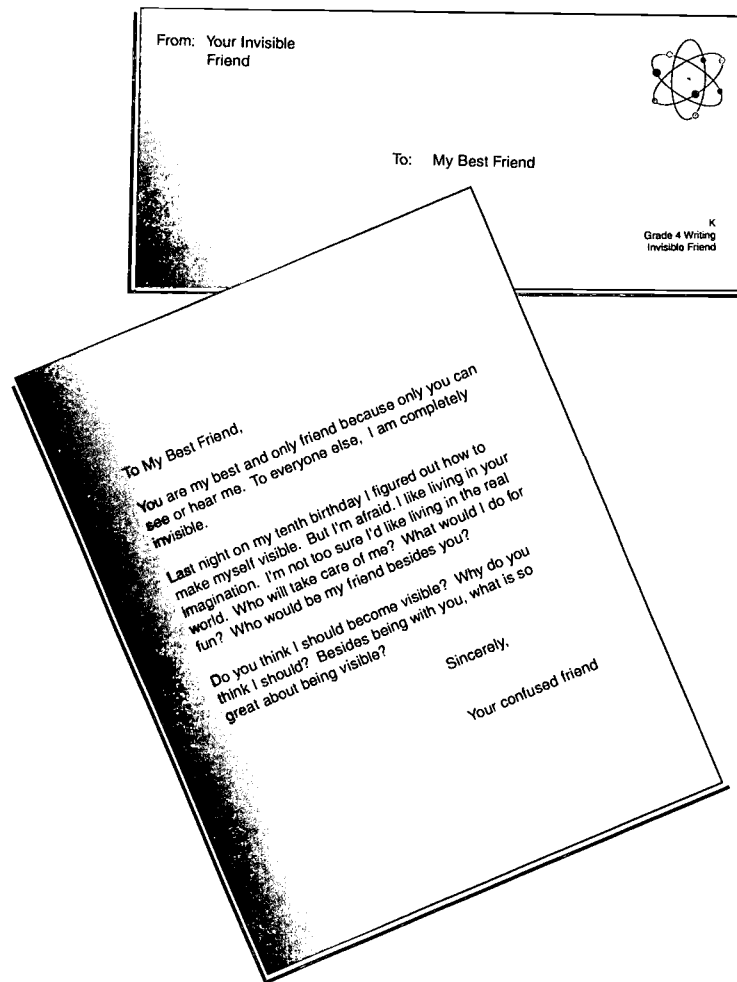 From: Your Invisible
Friend
To: My Best Friend
K
Grade 4 Writing
Invisible Friend
To My Best Friend,
You are my best and only friend because only you can
see or hear me. To everyone else, I am completely
invisible.
Last night on my tenth birthday I figured out how to
make myself visible. But I'm afraid. I like living in your
imagination. I'm not too sure I'd like living in the real
world. Who will take care of me? What would I do for
fun? Who would be my friend besides you?
Do you think I should become visible? Why do you
think I should? Besides being with you, what is so
great about being visible?
Sincerely,
Your confused friend